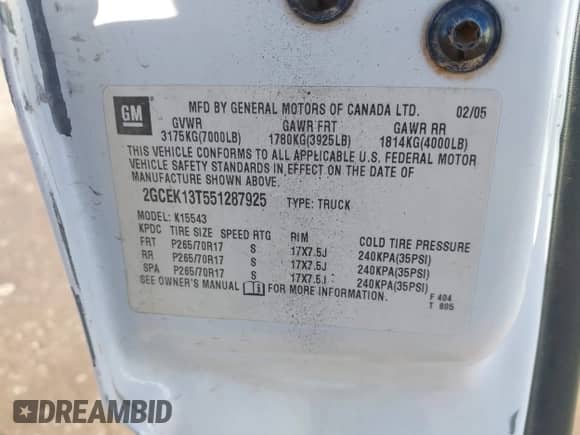 GM
MFD BY GENERAL MOTORS OF CANADA LTD. 02/05
GVWR GAWR FRT GAWR RR
3175KG(7000LB) 1780KG(3925LB) 1814KG(4000LB)
THIS VEHICLE CONFORMS TO ALL APPLICABLE U.S. FEDERAL MOTOR
VEHICLE SAFETY STANDARDS IN EFFECT ON THE DATE OF
MANUFACTURE SHOWN ABOVE.
2GCEK13T551287925 TYPE: TRUCK
MODEL: K15543
KPDC TIRE SIZE SPEED RTG RIM COLD TIRE PRESSURE
FRT P265/70R17 S 17X7.5J 240KPA(35PSI)
RR P265/70R17 S 17X7.5J 240KPA(35PSI)
SPA P265/70R17 S 17X7.5J 240KPA(35PSI)
SEE OWNER'S MANUAL FOR MORE INFORMATION.
F 404
T 805
DREAMBID